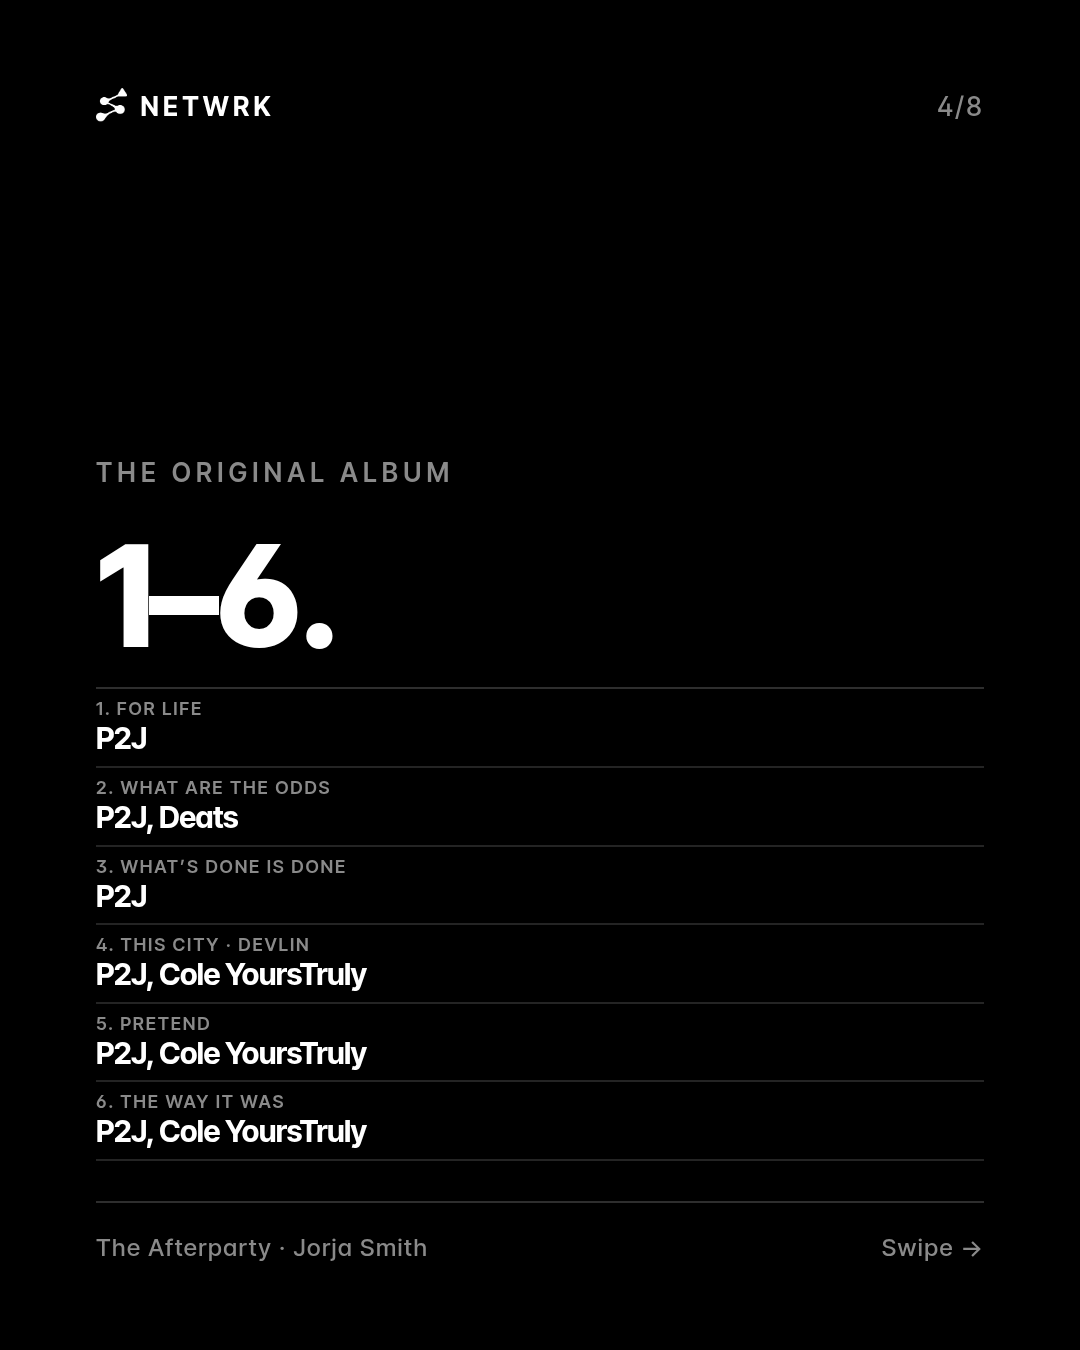 NETWRK
4/8
THE ORIGINAL ALBUM
1–6.
1. FOR LIFE
P2J
2. WHAT ARE THE ODDS
P2J, Deats
3. WHAT’S DONE IS DONE
P2J
4. THIS CITY · DEVLIN
P2J, Cole YoursTruly
5. PRETEND
P2J, Cole YoursTruly
6. THE WAY IT WAS
P2J, Cole YoursTruly
The Afterparty · Jorja Smith
Swipe →